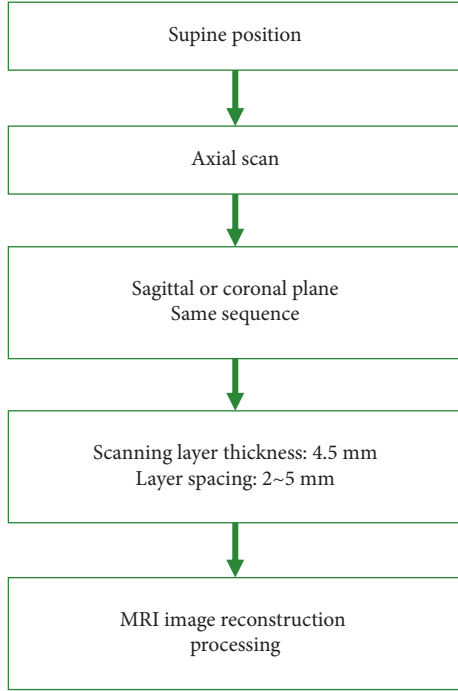 Supine position
Axial scan
Sagittal or coronal plane
Same sequence
Scanning layer thickness: 4.5 mm
Layer spacing: 2~5 mm
MRI image reconstruction
processing